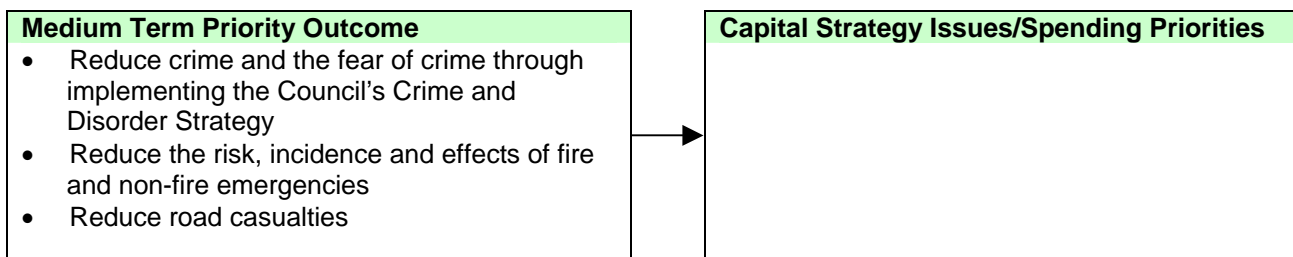 Medium Term Priority Outcome
• Reduce crime and the fear of crime through
implementing the Council’s Crime and
Disorder Strategy
• Reduce the risk, incidence and effects of fire
and non-fire emergencies
• Reduce road casualties
Capital Strategy Issues/Spending Priorities